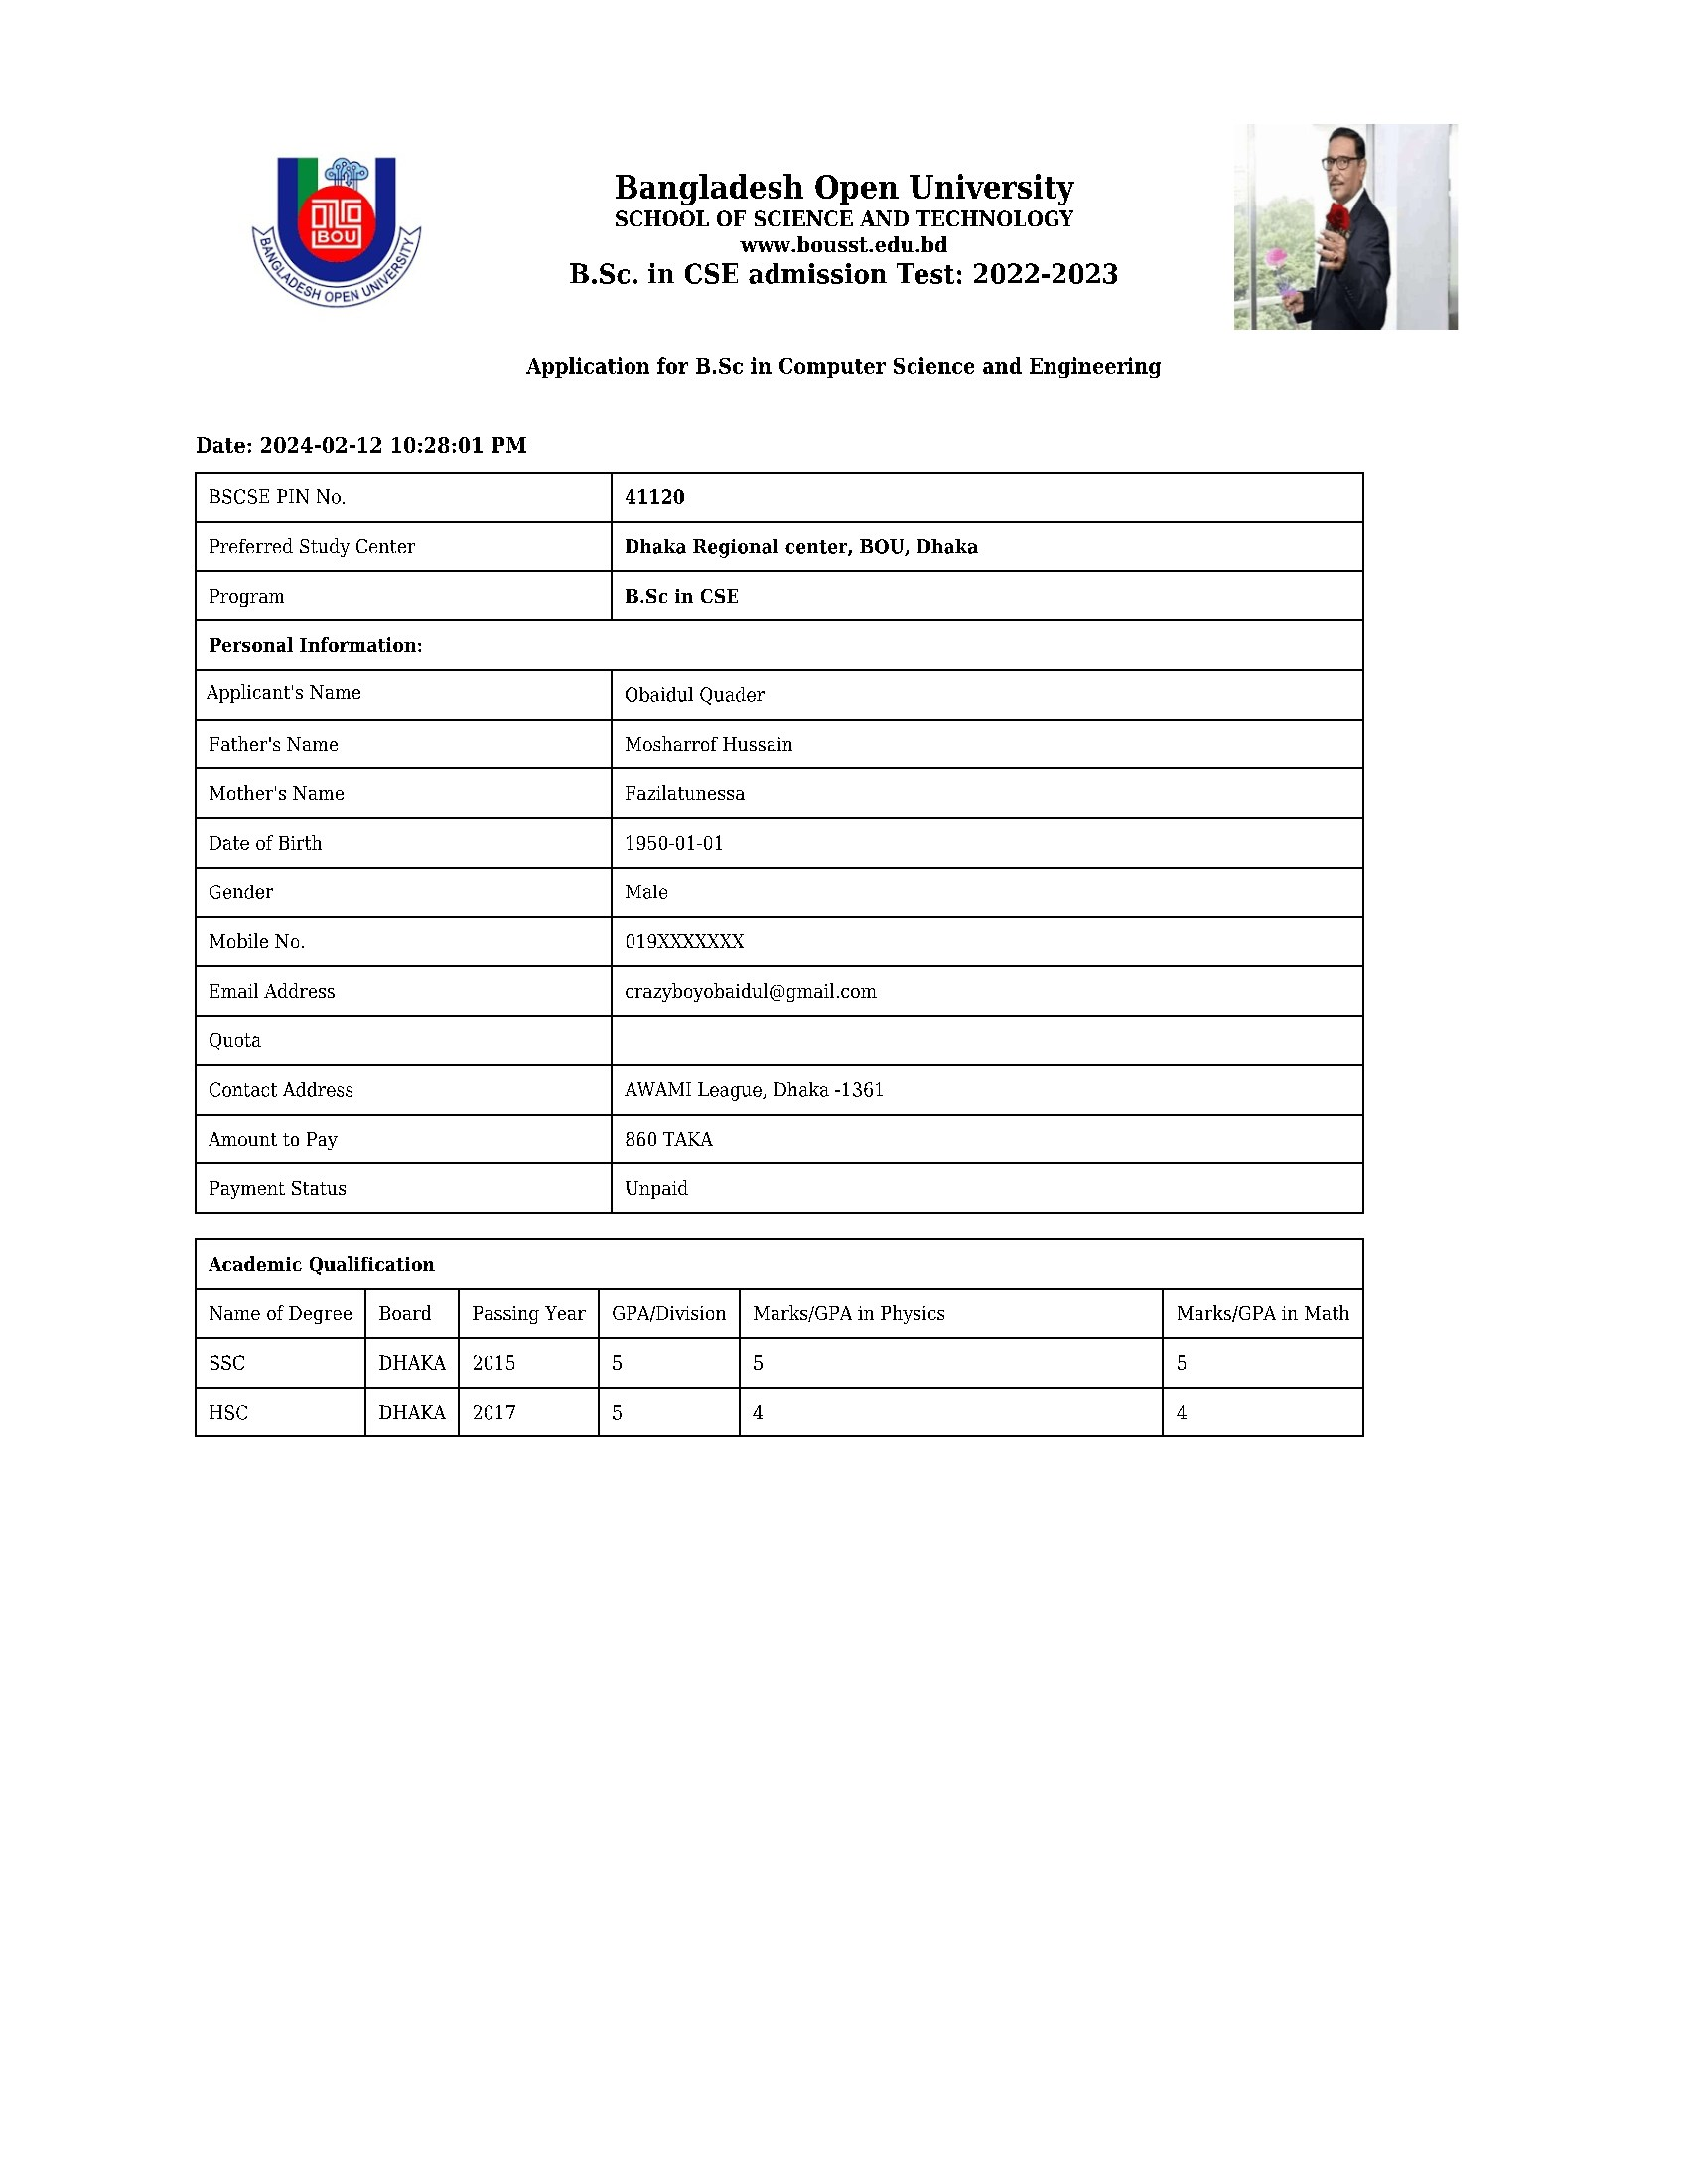 Bangladesh Open University
SCHOOL OF SCIENCE AND TECHNOLOGY
www.bousst.edu.bd
B.Sc. in CSE admission Test: 2022-2023
BOU
BANGLADESH OPEN UNIVERSITY
Application for B.Sc in Computer Science and Engineering
Date: 2024-02-12 10:28:01 PM
BSCSE PIN No. 41120
Preferred Study Center Dhaka Regional center, BOU, Dhaka
Program B.Sc in CSE
Personal Information:
Applicant's Name Obaidul Quader
Father's Name Mosharrof Hussain
Mother's Name Fazilatunessa
Date of Birth 1950-01-01
Gender Male
Mobile No. 019XXXXXXX
Email Address crazyboyobaidul@gmail.com
Quota
Contact Address AWAMI League, Dhaka -1361
Amount to Pay 860 TAKA
Payment Status Unpaid
Academic Qualification
Name of Degree Board Passing Year GPA/Division Marks/GPA in Physics Marks/GPA in Math
SSC DHAKA 2015 5 5 5
HSC DHAKA 2017 5 4 4